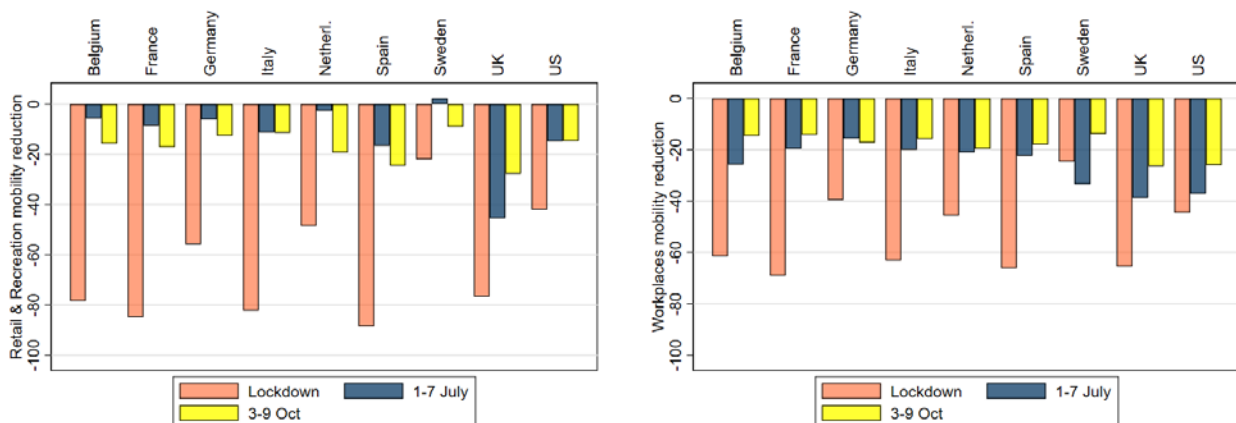 Belgium
France
Germany
Italy
Netherl.
Spain
Sweden
UK
US
Retail & Recreation mobility reduction
0
-20
-40
-60
-80
-100
Lockdown
1-7 July
3-9 Oct
Belgium
France
Germany
Italy
Netherl.
Spain
Sweden
UK
US
Workplaces mobility reduction
0
-20
-40
-60
-80
-100
Lockdown
1-7 July
3-9 Oct